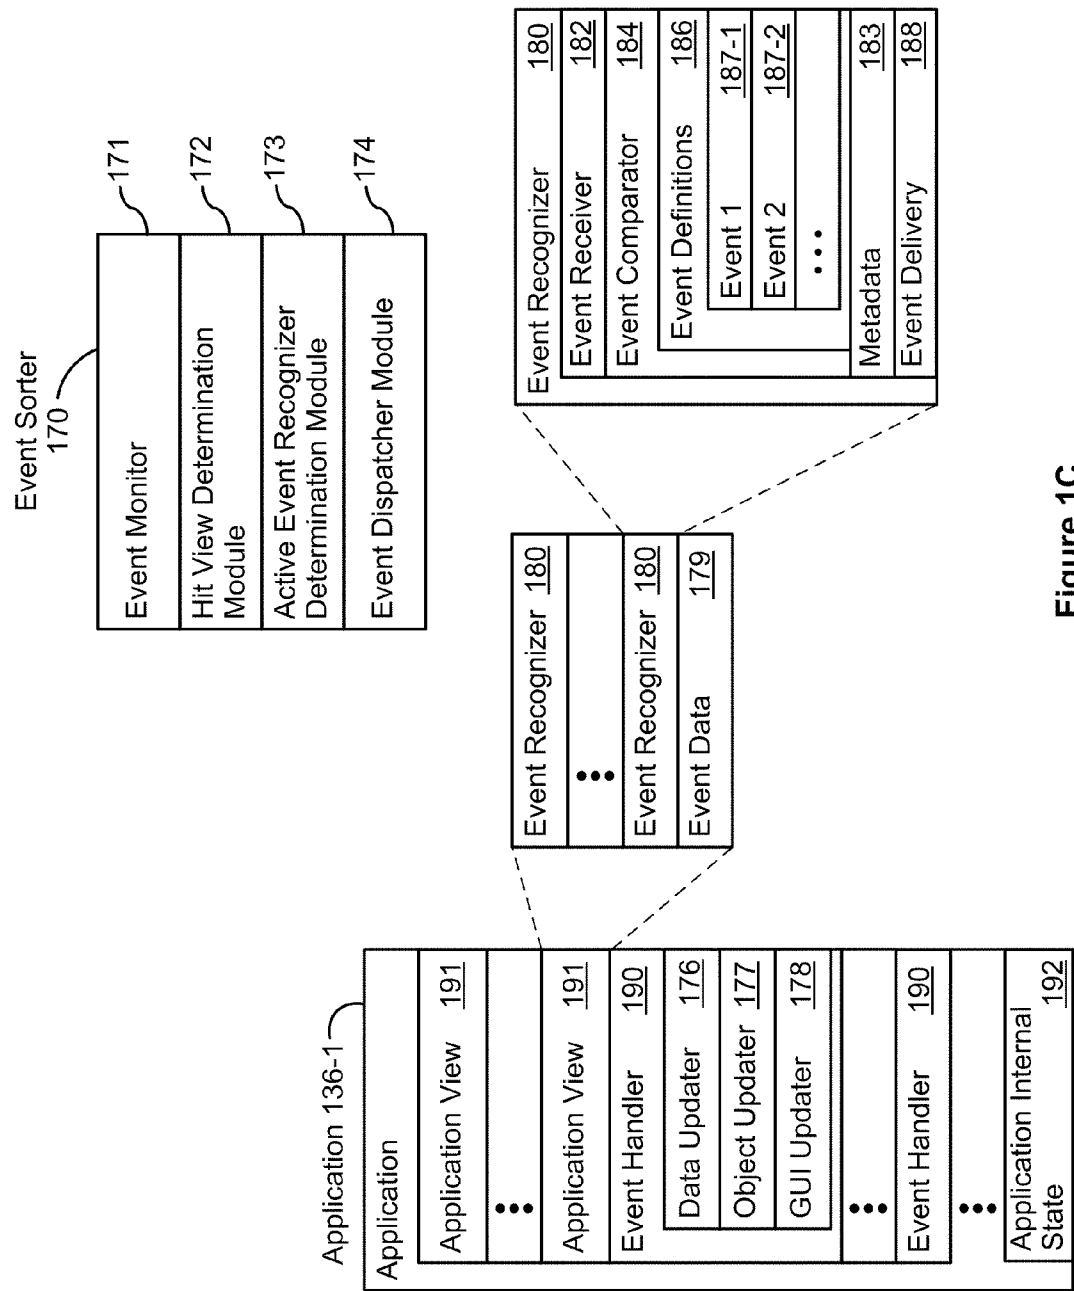 Event Sorter
170
Event Monitor
171
Hit View Determination
Module
172
Active Event Recognizer
Determination Module
173
Event Dispatcher Module
174
Application 136-1
Application
Application View 191
•••
Application View 191
Event Handler 190
Data Updater 176
Object Updater 177
GUI Updater 178
•••
Event Handler 190
•••
Application Internal
State 192
Event Recognizer 180
•••
Event Recognizer 180
Event Data 179
Event Recognizer 180
Event Receiver 182
Event Comparator 184
Event Definitions 186
Event 1 187-1
Event 2 187-2
•••
Metadata 183
Event Delivery 188
Figure 1C